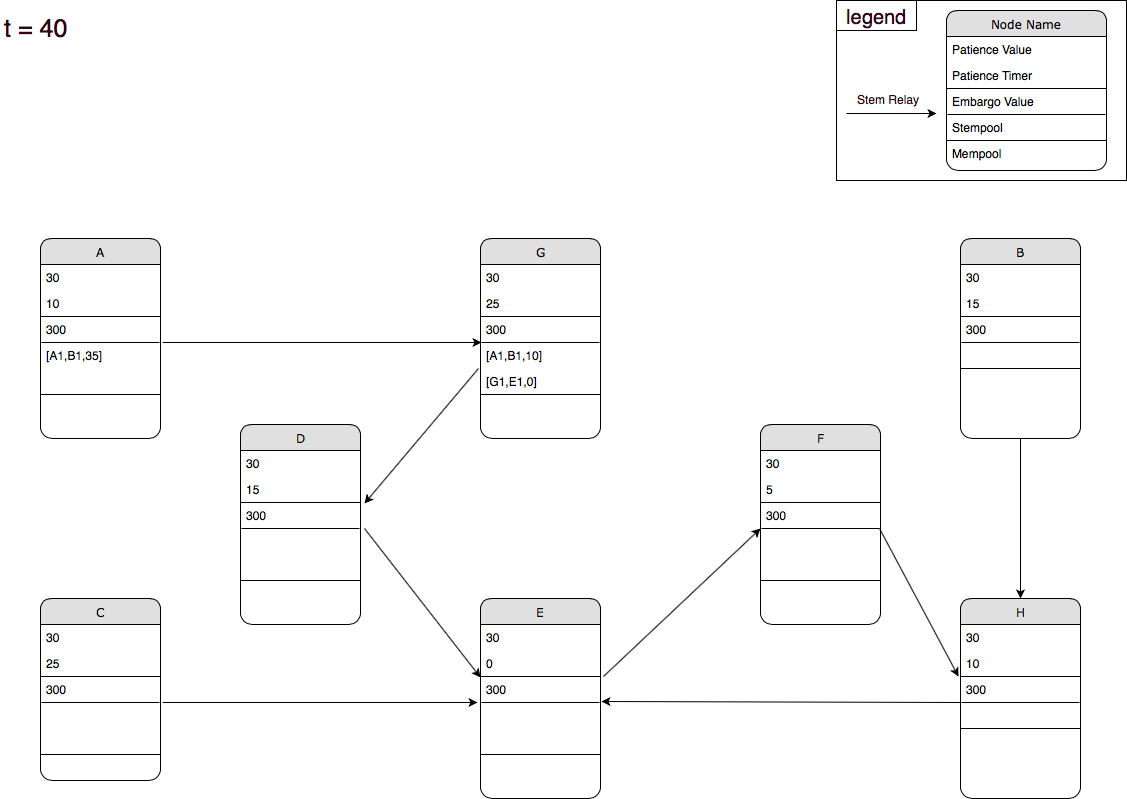 t = 40
legend
Node Name
Patience Value
Patience Timer
Stem Relay
Embargo Value
Stempool
Mempool
A
30
10
300
[A1,B1,35]
G
30
25
300
[A1,B1,10]
[G1,E1,0]
B
30
15
300
D
30
15
300
F
30
5
300
C
30
25
300
E
30
0
300
H
30
10
300